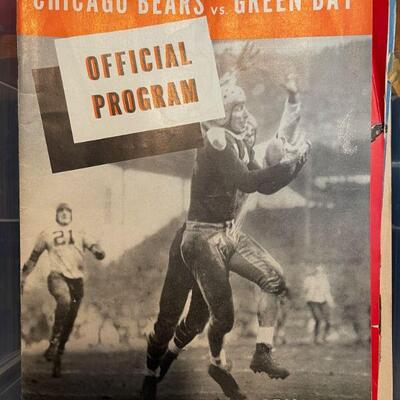 CHICAGO BEARS vs. GREEN BAY
OFFICIAL
PROGRAM
21